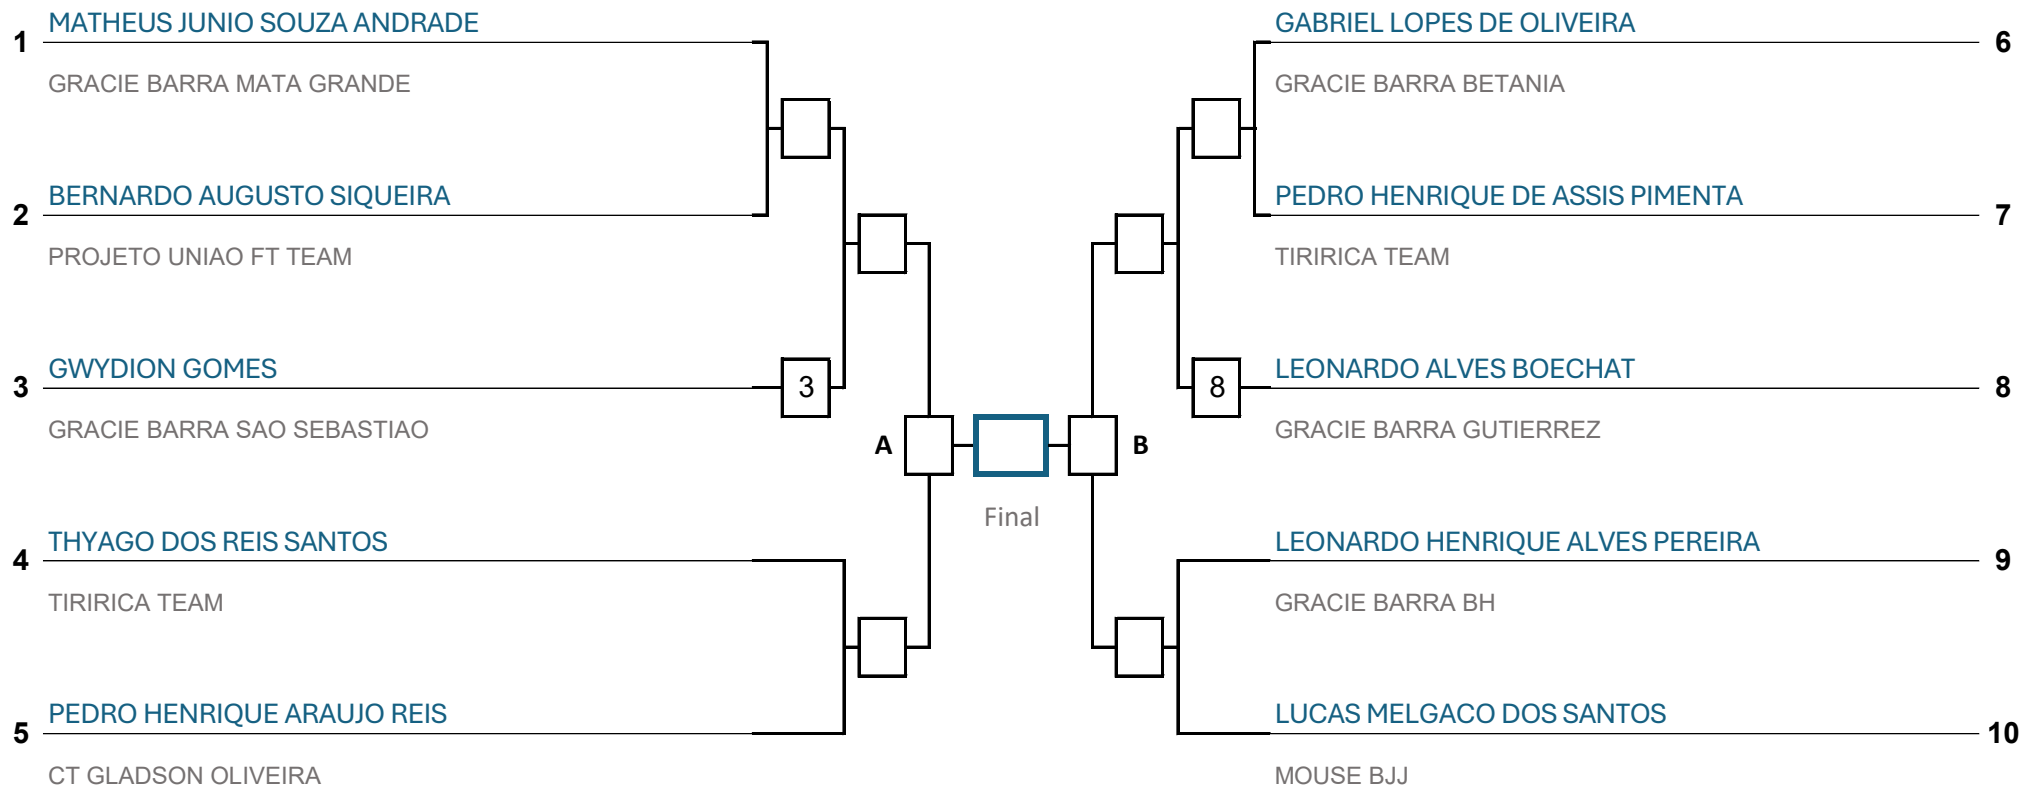 MATHEUS JUNIO SOUZA ANDRADE
1
GRACIE BARRA MATA GRANDE
BERNARDO AUGUSTO SIQUEIRA
2
PROJETO UNIAO FT TEAM
GWYDION GOMES
3
3
GRACIE BARRA SAO SEBASTIAO
A
THYAGO DOS REIS SANTOS
4
TIRIRICA TEAM
PEDRO HENRIQUE ARAUJO REIS
5
CT GLADSON OLIVEIRA
Final
GABRIEL LOPES DE OLIVEIRA
6
GRACIE BARRA BETANIA
PEDRO HENRIQUE DE ASSIS PIMENTA
7
TIRIRICA TEAM
8
LEONARDO ALVES BOECHAT
8
GRACIE BARRA GUTIERREZ
B
LEONARDO HENRIQUE ALVES PEREIRA
9
GRACIE BARRA BH
LUCAS MELGACO DOS SANTOS
10
MOUSE BJJ